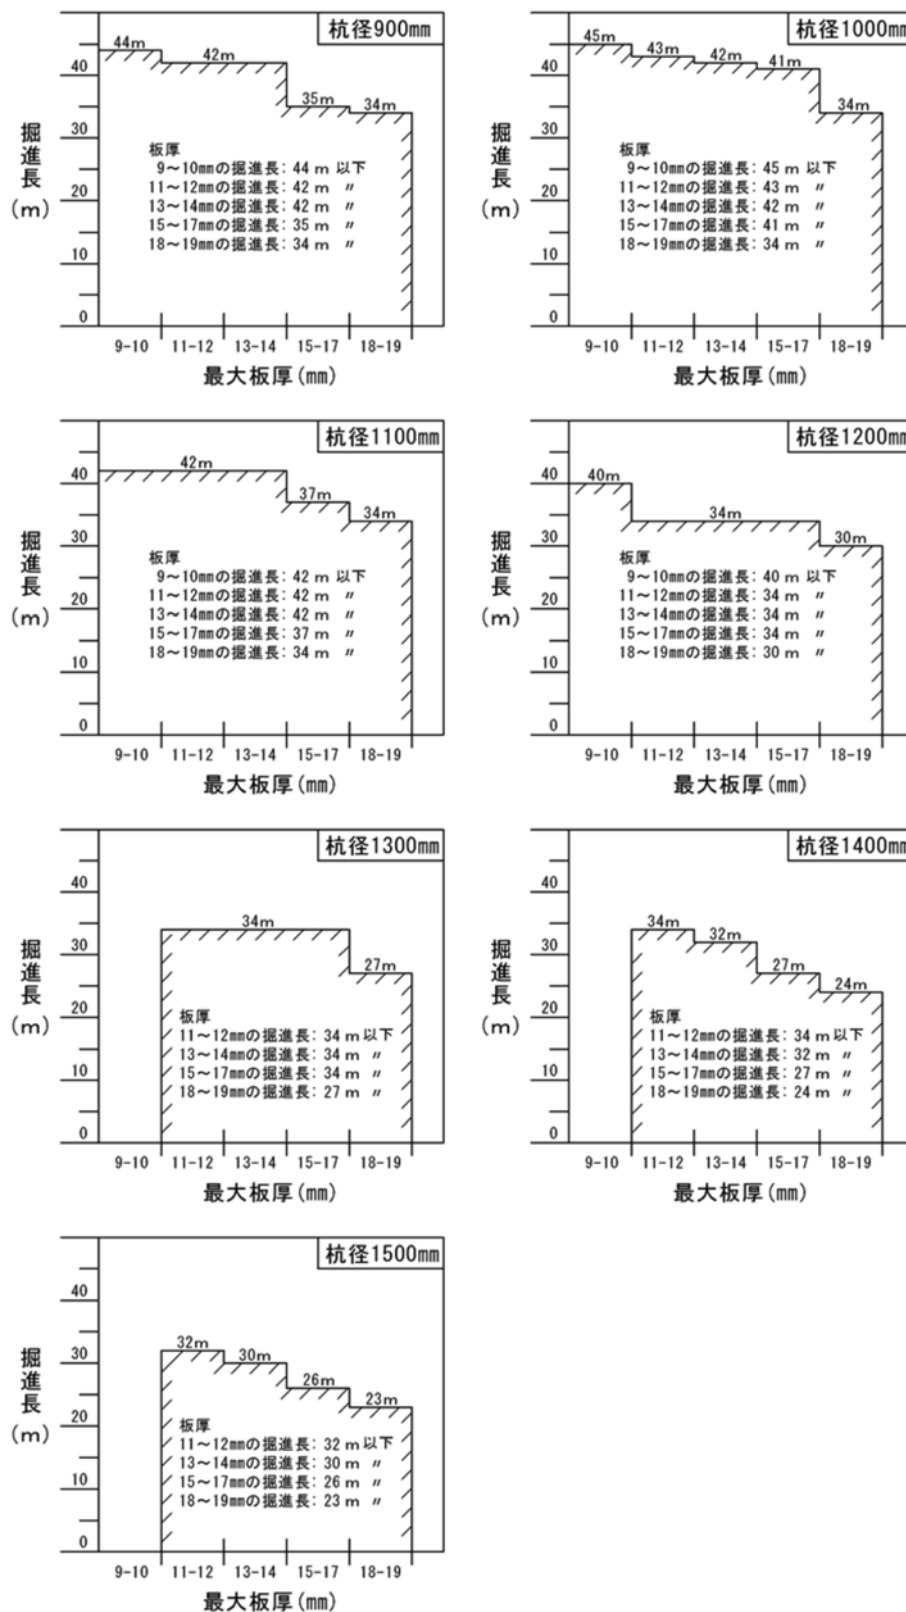 杭径900㎜
44m
42m
35m
34m
40
30
20
10
0
掘進長(m)
板厚
9～10㎜の掘進長: 44 m 以下
11～12㎜の掘進長: 42 m 〃
13～14㎜の掘進長: 42 m 〃
15～17㎜の掘進長: 35 m 〃
18～19㎜の掘進長: 34 m 〃
9-10 11-12 13-14 15-17 18-19
最大板厚(㎜)
杭径1000㎜
45m
43m
42m
41m
34m
40
30
20
10
0
掘進長(m)
板厚
9～10㎜の掘進長: 45 m 以下
11～12㎜の掘進長: 43 m 〃
13～14㎜の掘進長: 42 m 〃
15～17㎜の掘進長: 41 m 〃
18～19㎜の掘進長: 34 m 〃
9-10 11-12 13-14 15-17 18-19
最大板厚(㎜)
杭径1100㎜
42m
37m
34m
40
30
20
10
0
掘進長(m)
板厚
9～10㎜の掘進長: 42 m 以下
11～12㎜の掘進長: 42 m 〃
13～14㎜の掘進長: 42 m 〃
15～17㎜の掘進長: 37 m 〃
18～19㎜の掘進長: 34 m 〃
9-10 11-12 13-14 15-17 18-19
最大板厚(㎜)
杭径1200㎜
40m
34m
30m
40
30
20
10
0
掘進長(m)
板厚
9～10㎜の掘進長: 40 m 以下
11～12㎜の掘進長: 34 m 〃
13～14㎜の掘進長: 34 m 〃
15～17㎜の掘進長: 34 m 〃
18～19㎜の掘進長: 30 m 〃
9-10 11-12 13-14 15-17 18-19
最大板厚(㎜)
杭径1300㎜
34m
27m
40
30
20
10
0
掘進長(m)
板厚
11～12㎜の掘進長: 34 m 以下
13～14㎜の掘進長: 34 m 〃
15～17㎜の掘進長: 34 m 〃
18～19㎜の掘進長: 27 m 〃
9-10 11-12 13-14 15-17 18-19
最大板厚(㎜)
杭径1400㎜
34m
32m
27m
24m
40
30
20
10
0
掘進長(m)
板厚
11～12㎜の掘進長: 34 m 以下
13～14㎜の掘進長: 32 m 〃
15～17㎜の掘進長: 27 m 〃
18～19㎜の掘進長: 24 m 〃
9-10 11-12 13-14 15-17 18-19
最大板厚(㎜)
杭径1500㎜
32m
30m
26m
23m
40
30
20
10
0
掘進長(m)
板厚
11～12㎜の掘進長: 32 m 以下
13～14㎜の掘進長: 30 m 〃
15～17㎜の掘進長: 26 m 〃
18～19㎜の掘進長: 23 m 〃
9-10 11-12 13-14 15-17 18-19
最大板厚(㎜)